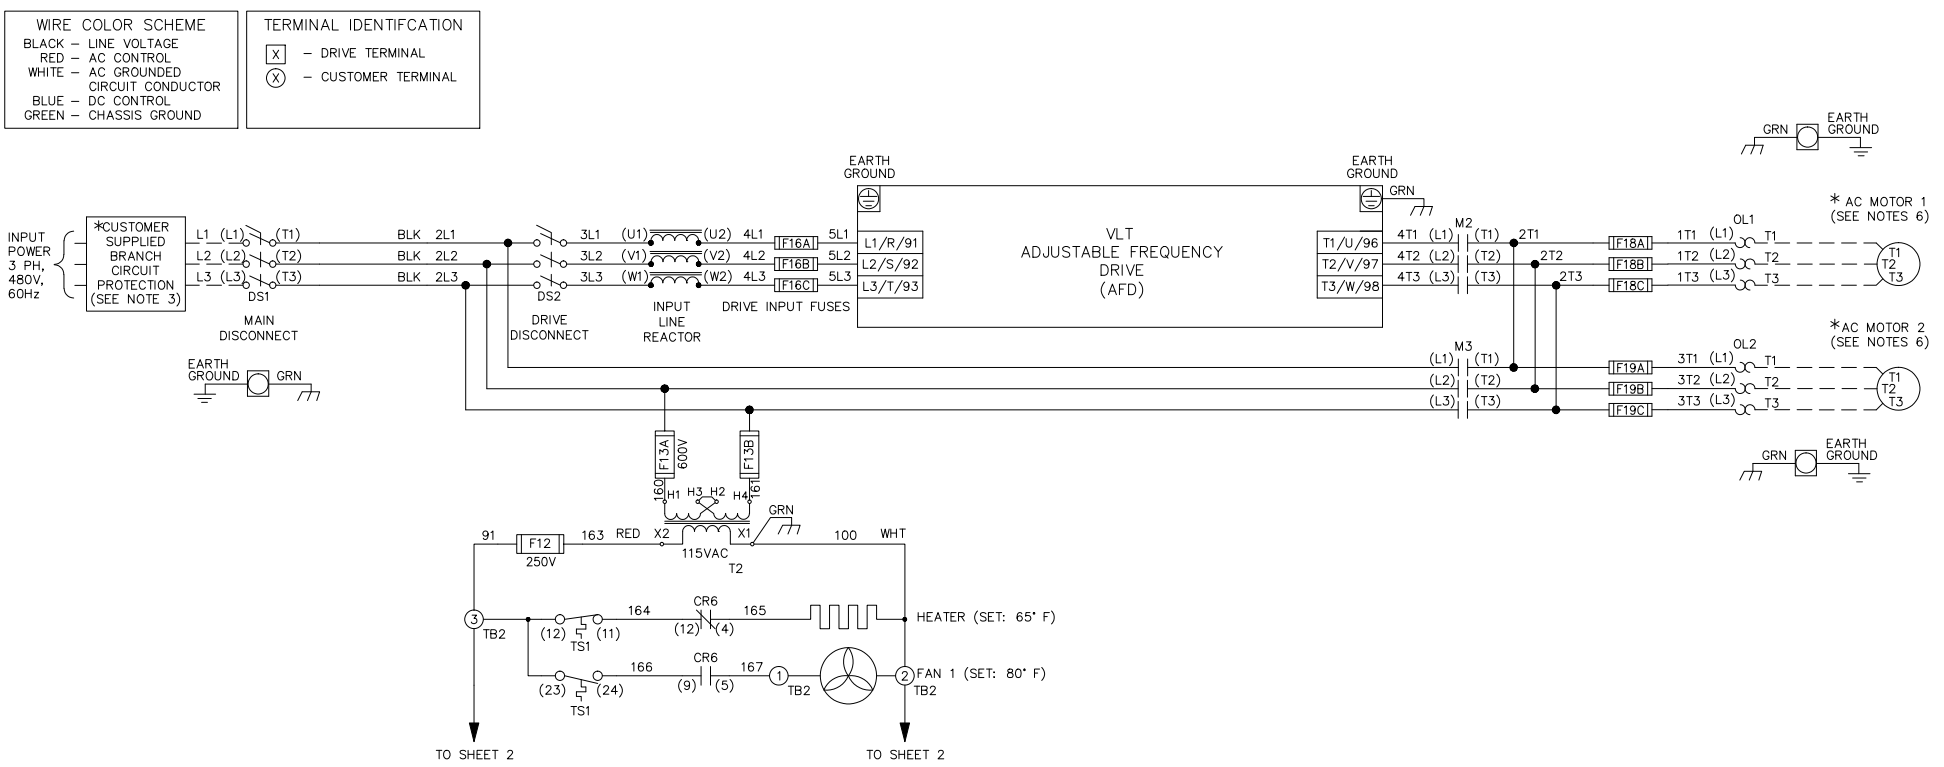 WIRE COLOR SCHEME
BLACK – LINE VOLTAGE
RED – AC CONTROL
WHITE – AC GROUNDED
CIRCUIT CONDUCTOR
BLUE – DC CONTROL
GREEN – CHASSIS GROUND
TERMINAL IDENTIFCATION
X – DRIVE TERMINAL
X – CUSTOMER TERMINAL
GRN
EARTH
GROUND
INPUT
POWER
3 PH,
480V,
60Hz
*CUSTOMER
SUPPLIED
BRANCH
CIRCUIT
PROTECTION
(SEE NOTE 3)
L1 (L1) (T1) BLK 2L1 3L1 (U1) (U2) 4L1 F16A 5L1 L1/R/91
L2 (L2) (T2) BLK 2L2 3L2 (V1) (V2) 4L2 F16B 5L2 L2/S/92
L3 (L3) (T3) BLK 2L3 3L3 (W1) (W2) 4L3 F16C 5L3 L3/T/93
DS1
MAIN
DISCONNECT
DS2
DRIVE
DISCONNECT
INPUT
LINE
REACTOR
DRIVE INPUT FUSES
EARTH
GROUND
VLT
ADJUSTABLE FREQUENCY
DRIVE
(AFD)
EARTH
GROUND
GRN
M2
OL1
* AC MOTOR 1
(SEE NOTES 6)
T1/U/96 4T1 (L1) (T1) 2T1 F18A 1T1 (L1) T1 T1
T2/V/97 4T2 (L2) (T2) 2T2 F18B 1T2 (L2) T2 T2
T3/W/98 4T3 (L3) (T3) 2T3 F18C 1T3 (L3) T3 T3
EARTH
GROUND
GRN
M3
OL2
*AC MOTOR 2
(SEE NOTES 6)
(L1) (T1) F19A 3T1 (L1) T1 T1
(L2) (T2) F19B 3T2 (L2) T2 T2
(L3) (T3) F19C 3T3 (L3) T3 T3
GRN
EARTH
GROUND
F13A
600V
F13B
160
161
H1 H3 H2 H4
GRN
91 F12 163 RED X2 X1 100 WHT
250V
115VAC
T2
3
TB2
(12) (11) 164 CR6 165
TS1
(12) (4)
HEATER (SET: 65° F)
(23) (24) 166 CR6 167 1
TS1
(9) (5)
TB2
2
TB2
FAN 1 (SET: 80° F)
TO SHEET 2
TO SHEET 2